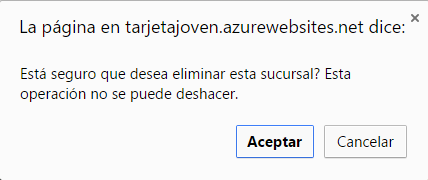 La página en tarjetajoven.azurewebsites.net dice:
Está seguro que desea eliminar esta sucursal? Esta
operación no se puede deshacer.
Aceptar
Cancelar